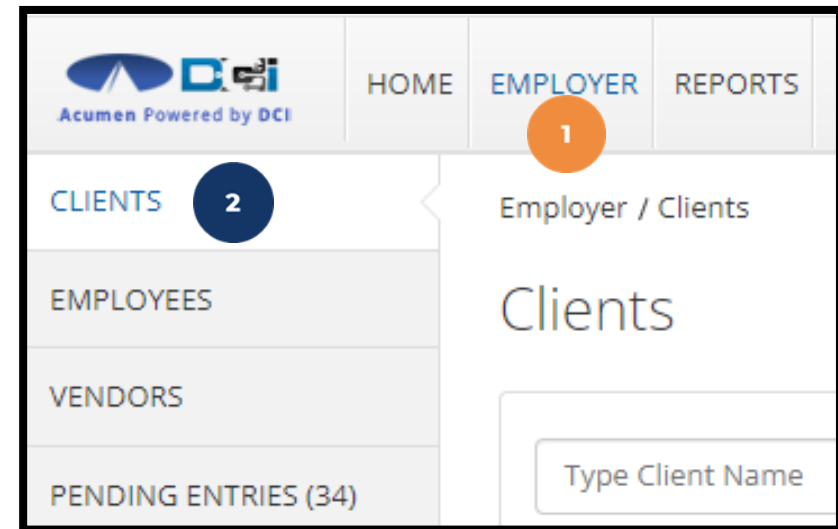 DCi
Acumen Powered by DCI
HOME
EMPLOYER
REPORTS
1
CLIENTS
2
Employer / Clients
EMPLOYEES
Clients
VENDORS
Type Client Name
PENDING ENTRIES (34)